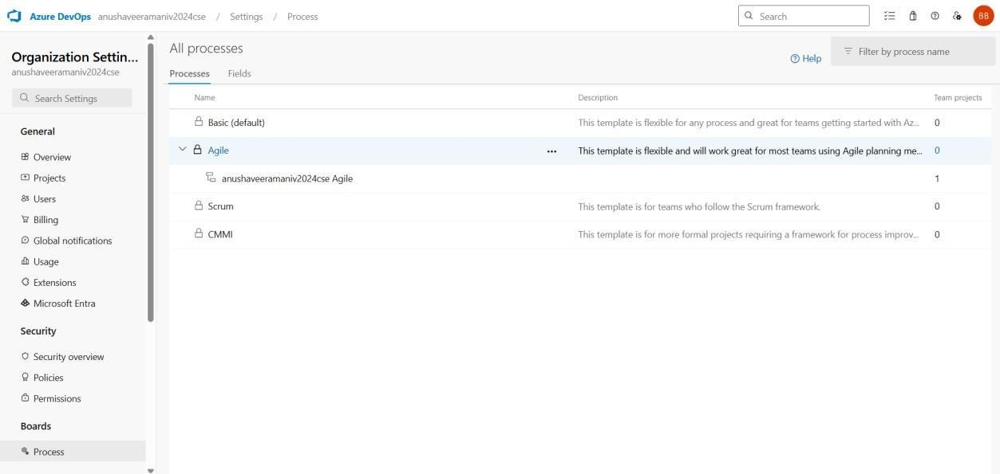 Azure DevOps anushaveeramaniv2024cse / Settings / Process
Search
BB
Organization Settin...
anushaveeramaniv2024cse
Search Settings
General
Overview
Projects
Users
Billing
Global notifications
Usage
Extensions
Microsoft Entra
Security
Security overview
Policies
Permissions
Boards
Process
All processes
Help
Filter by process name
Processes Fields
Name Description Team projects
Basic (default) This template is flexible for any process and great for teams getting started with Az... 0
Agile ... This template is flexible and will work great for most teams using Agile planning me... 0
anushaveeramaniv2024cse Agile 1
Scrum This template is for teams who follow the Scrum framework. 0
CMMI This template is for more formal projects requiring a framework for process improv... 0